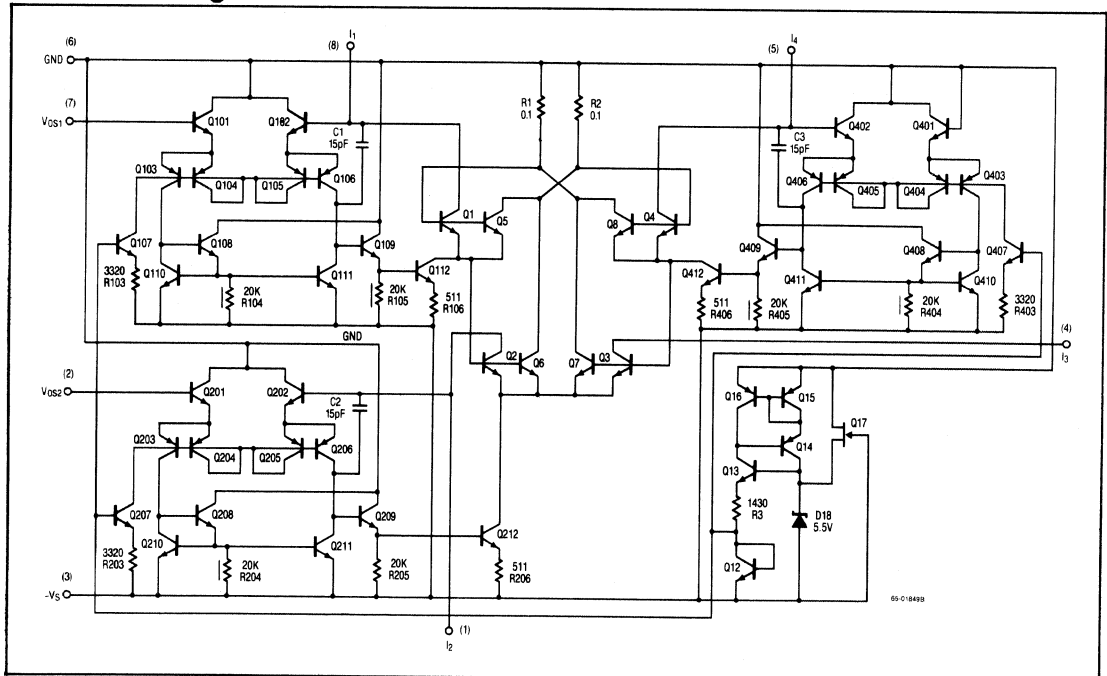 (6)
GND
(8)
I1
(5)
I4
(7)
VOS1
Q101
Q102
C1
15pF
R1
0.1
R2
0.1
C3
15pF
Q402
Q401
Q103
Q104
Q105
Q106
Q406
Q405
Q404
Q403
Q1
Q5
Q8
Q4
Q107
Q108
Q109
Q409
Q408
Q407
3320
R103
Q110
Q111
Q112
Q412
Q411
Q410
20K
R104
20K
R105
511
R106
511
R406
20K
R405
20K
R404
3320
R403
GND
(4)
I3
Q2
Q6
Q7
Q3
(2)
VOS2
Q201
Q202
C2
15pF
Q16
Q15
Q17
Q203
Q204
Q205
Q206
Q14
Q13
Q207
Q208
Q209
1430
R3
D18
5.5V
3320
R203
Q210
Q211
Q212
20K
R204
20K
R205
511
R206
Q12
(3)
-VS
65-01849B
(1)
I2